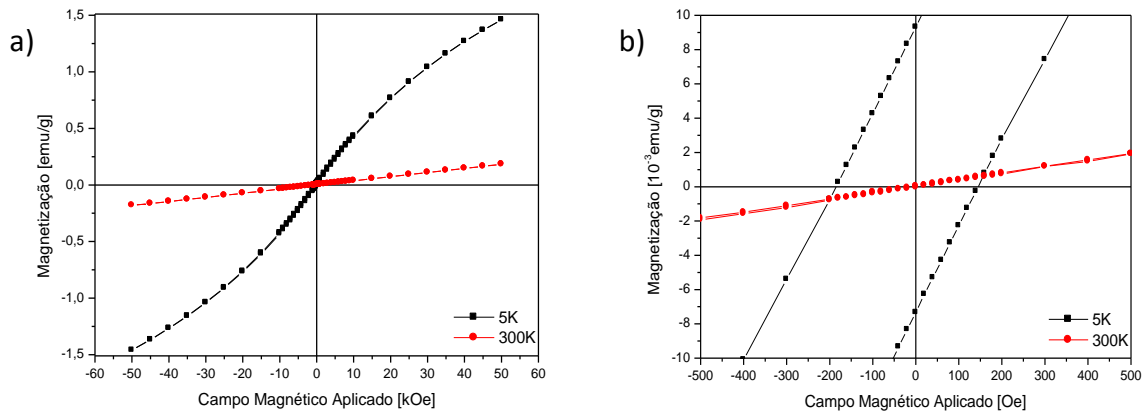 a)
Magnetização [emu/g]
1,5
1,0
0,5
0,0
-0,5
-1,0
-1,5
-60 -50 -40 -30 -20 -10 0 10 20 30 40 50 60
Campo Magnético Aplicado [kOe]
5K
300K
b)
Magnetização [10-3emu/g]
10
8
6
4
2
0
-2
-4
-6
-8
-10
-500 -400 -300 -200 -100 0 100 200 300 400 500
Campo Magnético Aplicado [Oe]
5K
300K